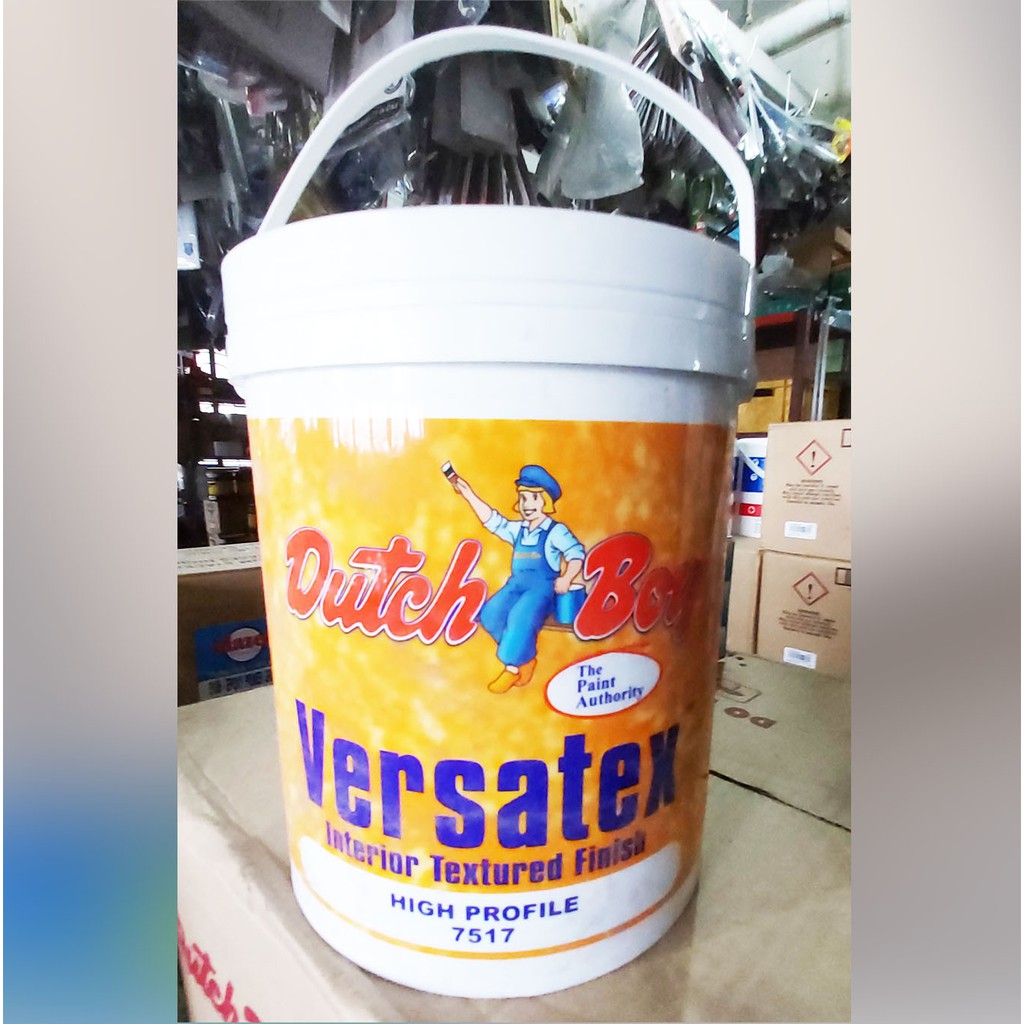 Dutch Boy
The
Paint
Authority
Versatex
Interior Textured Finish
HIGH PROFILE
7517